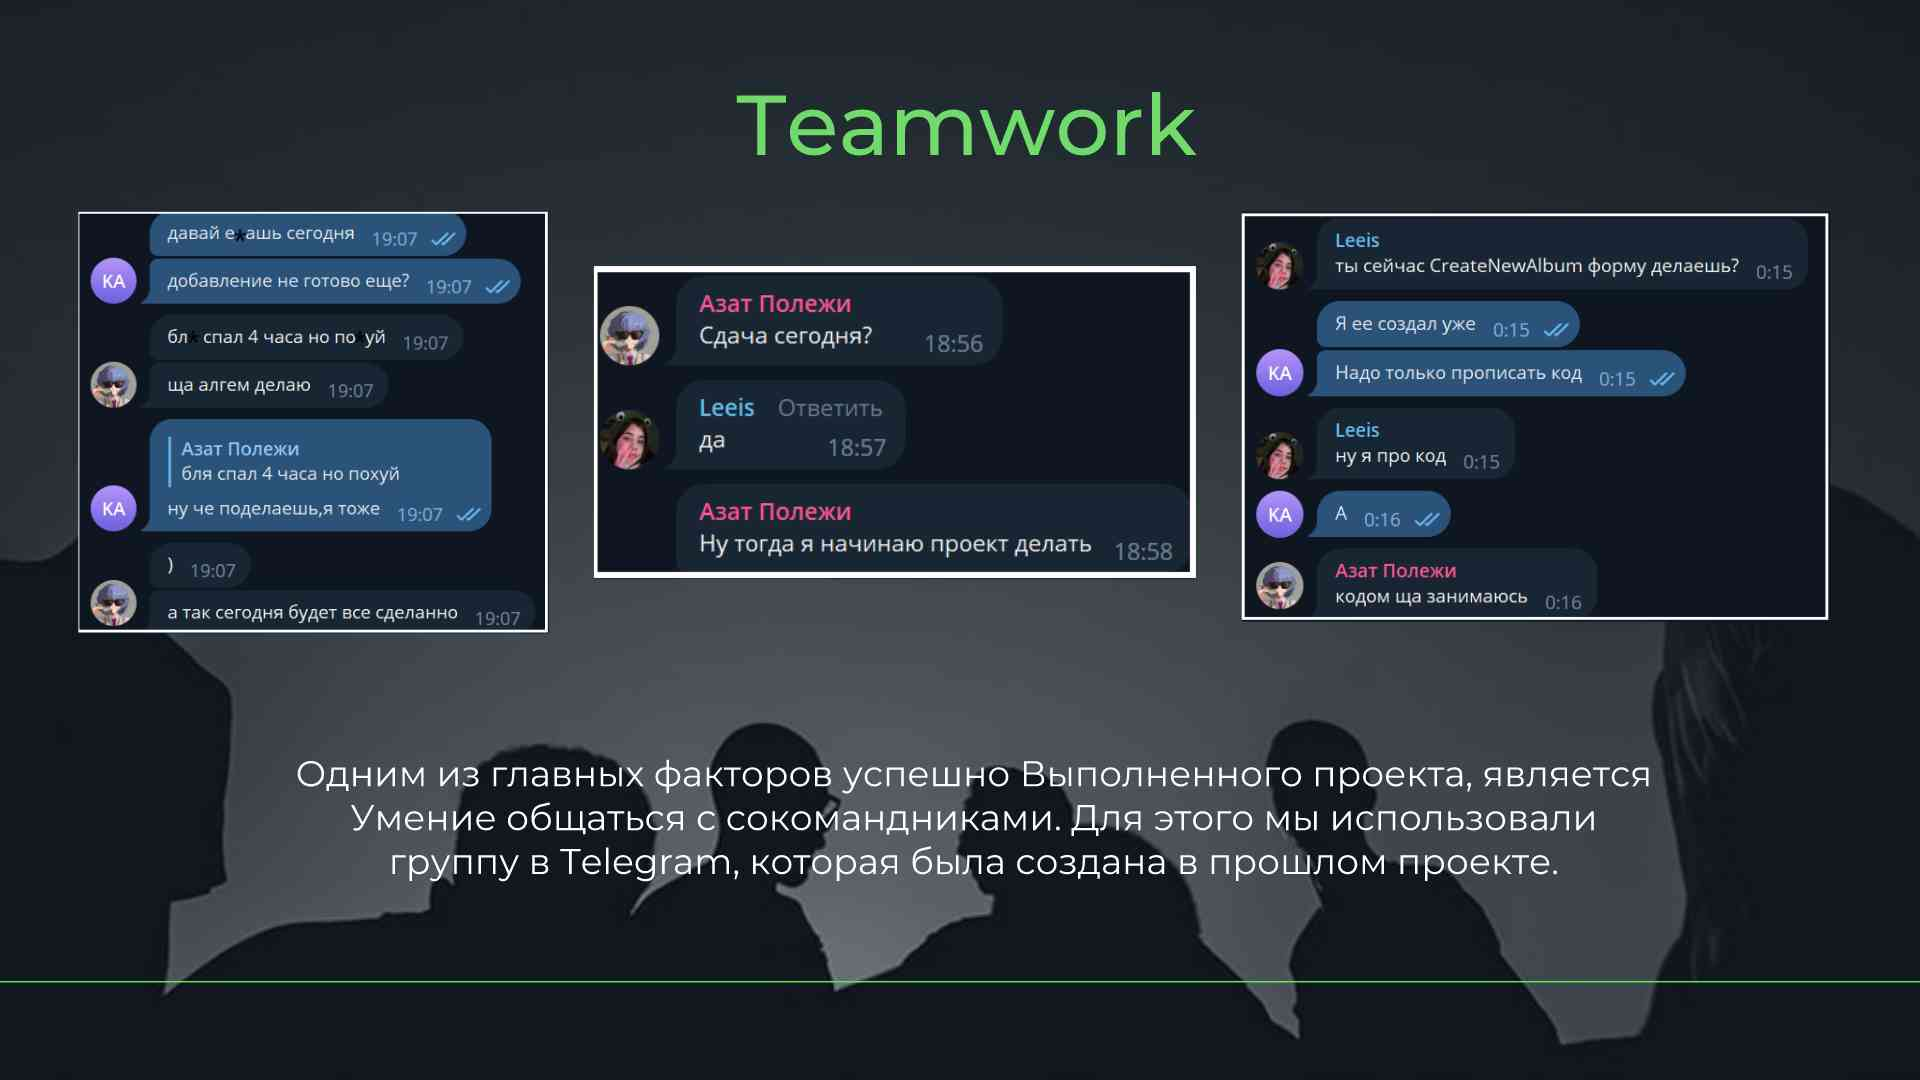 Teamwork
давай е*ашь сегодня 19:07
KA
добавление не готово еще? 19:07
бл* спал 4 часа но по*уй 19:07
ща алгем делаю 19:07
Азат Полежи
бля спал 4 часа но похуй
KA
ну че поделаешь,я тоже 19:07
) 19:07
а так сегодня будет все сделанно 19:07
Азат Полежи
Сдача сегодня? 18:56
Leeis Ответить
да 18:57
Азат Полежи
Ну тогда я начинаю проект делать 18:58
Leeis
ты сейчас CreateNewAlbum форму делаешь? 0:15
Я ее создал уже 0:15
KA
Надо только прописать код 0:15
Leeis
ну я про код 0:15
KA
А 0:16
Азат Полежи
кодом ща занимаюсь 0:16
Одним из главных факторов успешно Выполненного проекта, является
Умение общаться с сокомандниками. Для этого мы использовали
группу в Telegram, которая была создана в прошлом проекте.